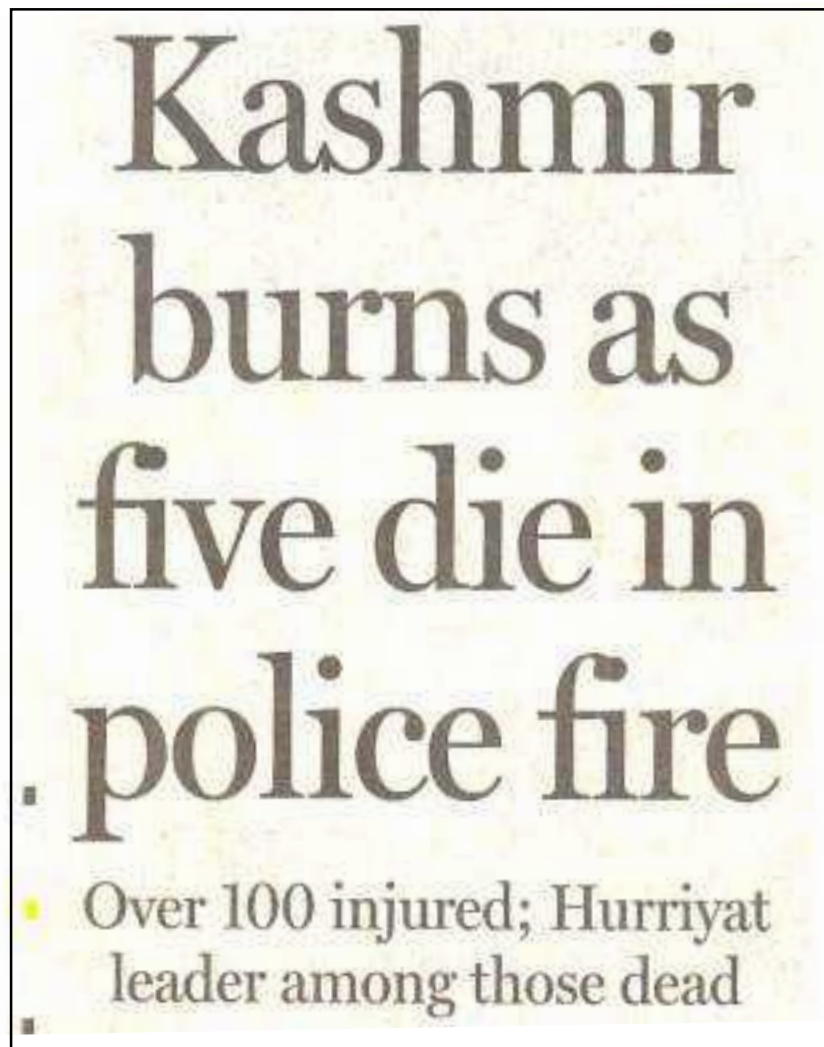 Kashmir
burns as
five die in
police fire
Over 100 injured; Hurriyat
leader among those dead